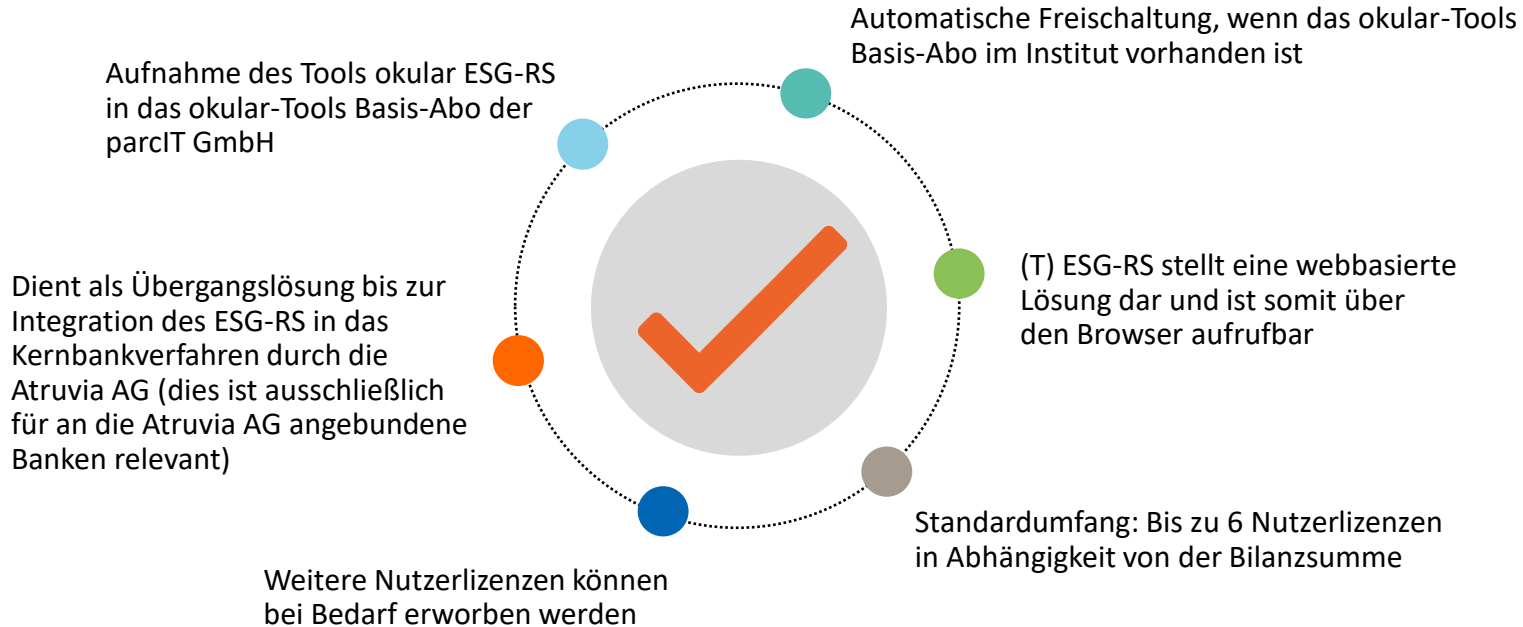 Aufnahme des Tools okular ESG-RS
in das okular-Tools Basis-Abo der
parcIT GmbH
Automatische Freischaltung, wenn das okular-Tools
Basis-Abo im Institut vorhanden ist
(T) ESG-RS stellt eine webbasierte
Lösung dar und ist somit über
den Browser aufrufbar
Standardumfang: Bis zu 6 Nutzerlizenzen
in Abhängigkeit von der Bilanzsumme
Weitere Nutzerlizenzen können
bei Bedarf erworben werden
Dient als Übergangslösung bis zur
Integration des ESG-RS in das
Kernbankverfahren durch die
Atruvia AG (dies ist ausschließlich
für an die Atruvia AG angebundene
Banken relevant)